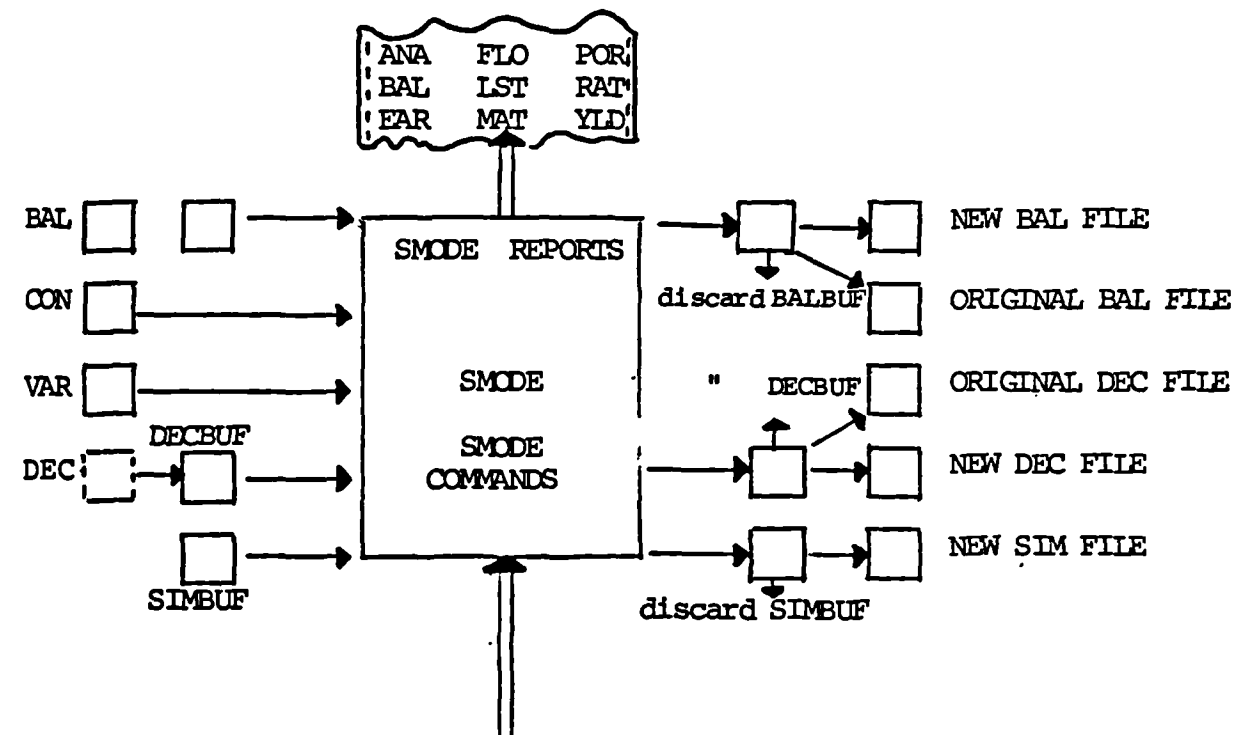 ANA FLO POR
BAL LST RAT
EAR MAT YLD
BAL
SMODE REPORTS
NEW BAL FILE
CON
discard BALBUF
ORIGINAL BAL FILE
VAR
SMODE
" DECBUF
ORIGINAL DEC FILE
DECBUF
DEC
SMODE
COMMANDS
NEW DEC FILE
NEW SIM FILE
SIMBUF
discard SIMBUF